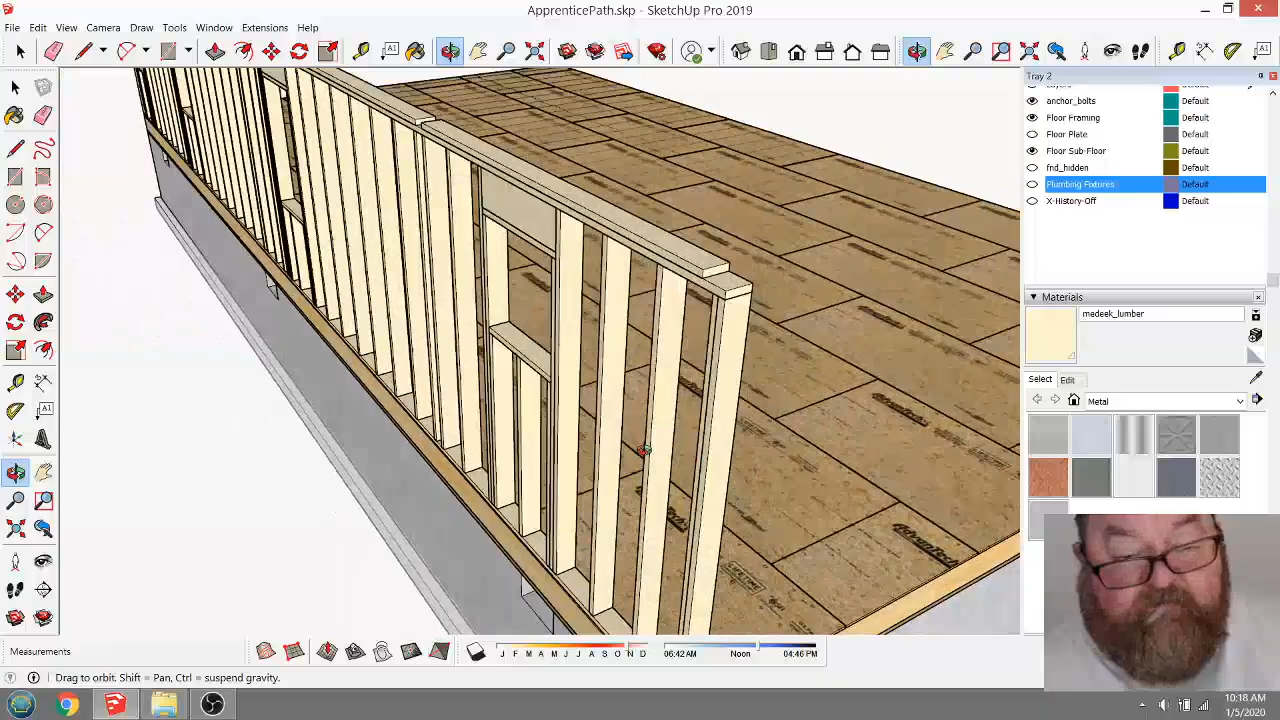 ApprenticePath.skp - SketchUp Pro 2019
File Edit View Camera Draw Tools Window Extensions Help
Tray 2
anchor_bolts Default
Floor Framing Default
Floor Plate Default
Floor Sub-Floor Default
fnd_hidden Default
Plumbing Fixtures Default
X-History-Off Default
Materials
medeek_lumber
Select Edit
Metal
AdvanTech
LIFETIME
Measurements
J F M A M J J A S O N D
06:42 AM Noon 04:46 PM
Drag to orbit. Shift = Pan, Ctrl = suspend gravity.
10:18 AM
1/5/2020